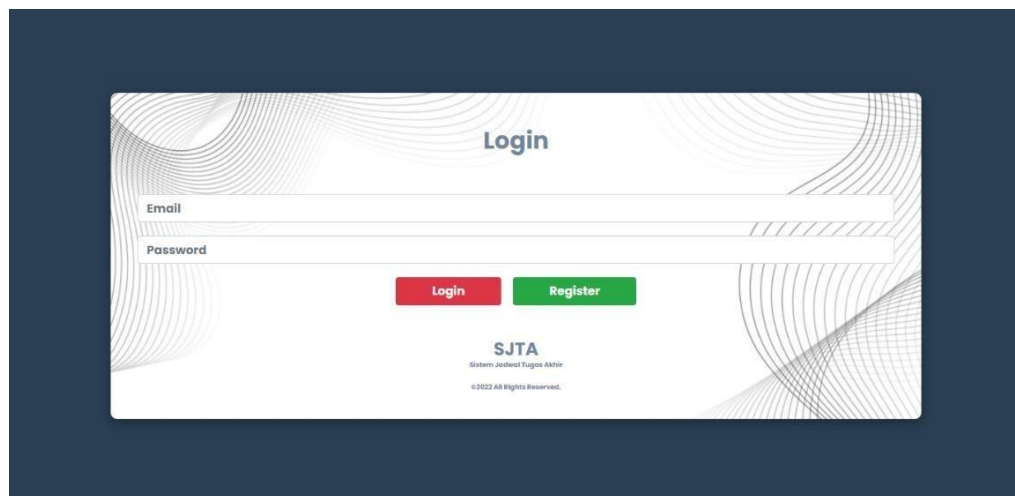 Login
Email
Password
Login Register
SJTA
Sistem Jadwal Tugas Akhir
©2022 All Rights Reserved.